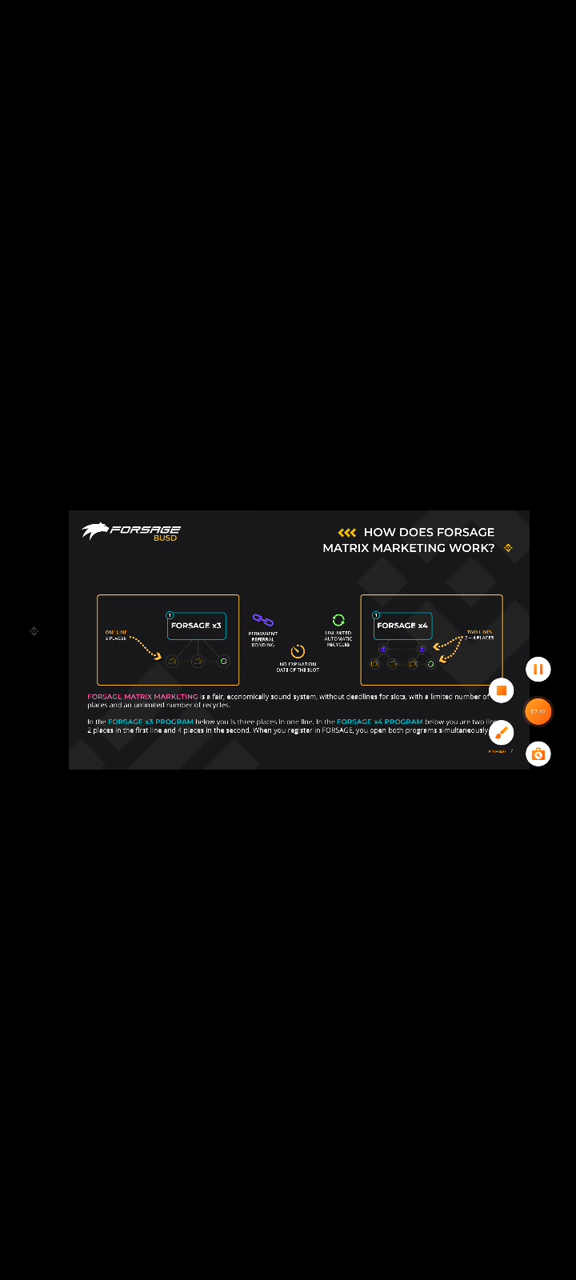 FORSAGE
BUSD
HOW DOES FORSAGE
MATRIX MARKETING WORK?
1
FORSAGE x3
ONE LINE
3 PLACES
PERMANENT
REFERRAL
BONDING
NO EXPIRATION
DATE OF THE SLOT
UNLIMITED
AUTOMATIC
RECYCLES
1
FORSAGE x4
TWO LINES
2 + 4 PLACES
FORSAGE MATRIX MARKETING is a fair, economically sound system, without deadlines for slots, with a limited number of
places and an unlimited number of recycles.
In the FORSAGE x3 PROGRAM below you is three places in one line. In the FORSAGE x4 PROGRAM below you are two
2 places in the first line and 4 places in the second. When you register in FORSAGE, you open both programs simultaneously
7